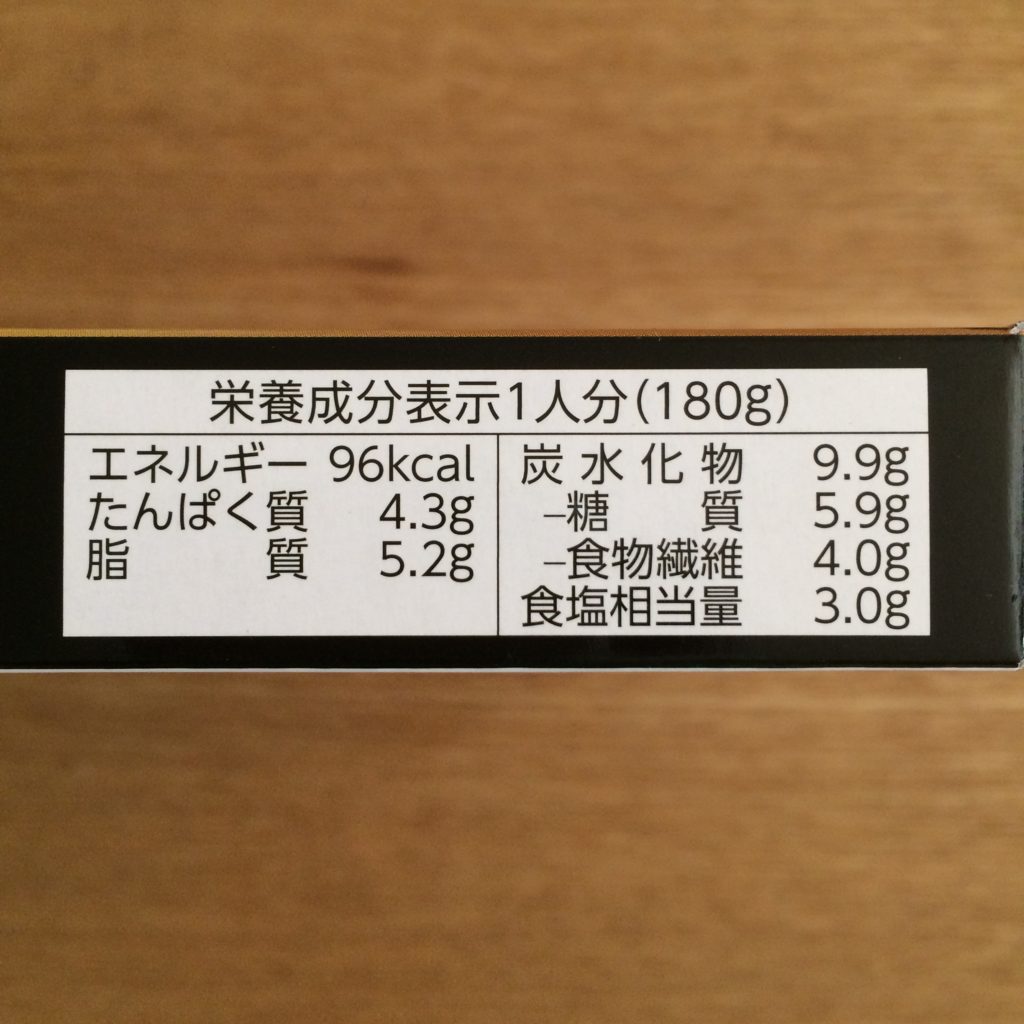 栄養成分表示1人分(180g)
エネルギー 96kcal
たんぱく質 4.3g
脂質 5.2g
炭水化物 9.9g
–糖質 5.9g
–食物繊維 4.0g
食塩相当量 3.0g